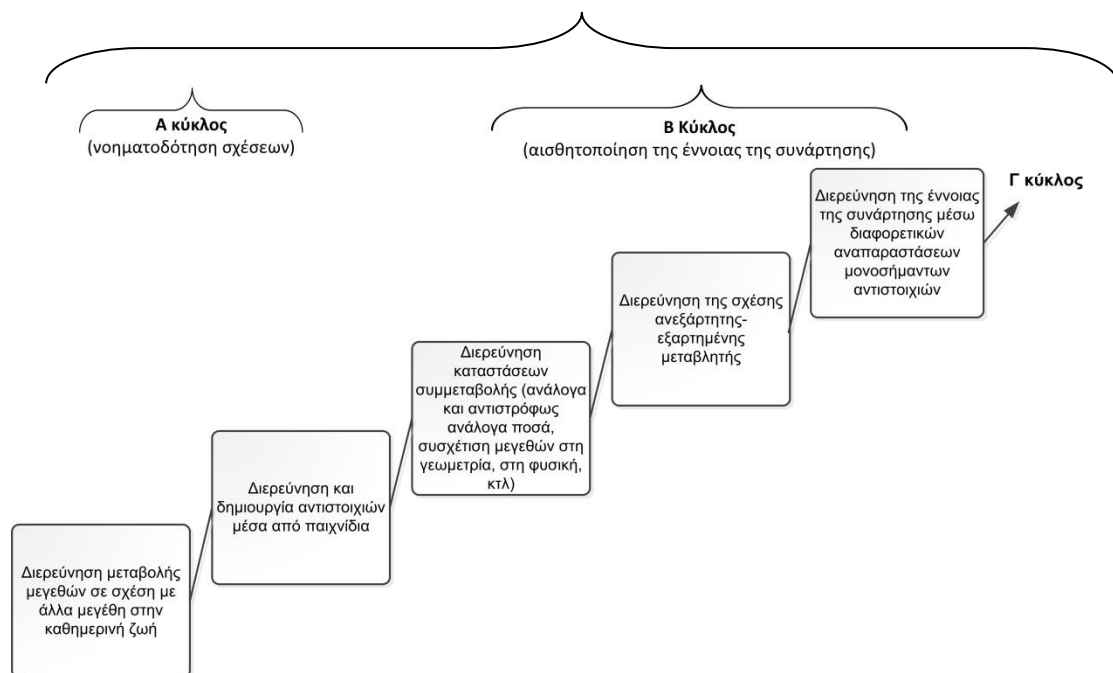 Α κύκλος
(νοηματοδότηση σχέσεων)
Β Κύκλος
(αισθητοποίηση της έννοιας της συνάρτησης)
Γ κύκλος
Διερεύνηση μεταβολής
μεγεθών σε σχέση με
άλλα μεγέθη στην
καθημερινή ζωή
Διερεύνηση και
δημιουργία αντιστοιχιών
μέσα από παιχνίδια
Διερεύνηση
καταστάσεων
συμμεταβολής (ανάλογα
και αντιστρόφως
ανάλογα ποσά,
συσχέτιση μεγεθών στη
γεωμετρία, στη φυσική,
κτλ)
Διερεύνηση της σχέσης
ανεξάρτητης-
εξαρτημένης
μεταβλητής
Διερεύνηση της έννοιας
της συνάρτησης μέσω
διαφορετικών
αναπαραστάσεων
μονοσήμαντων
αντιστοιχιών